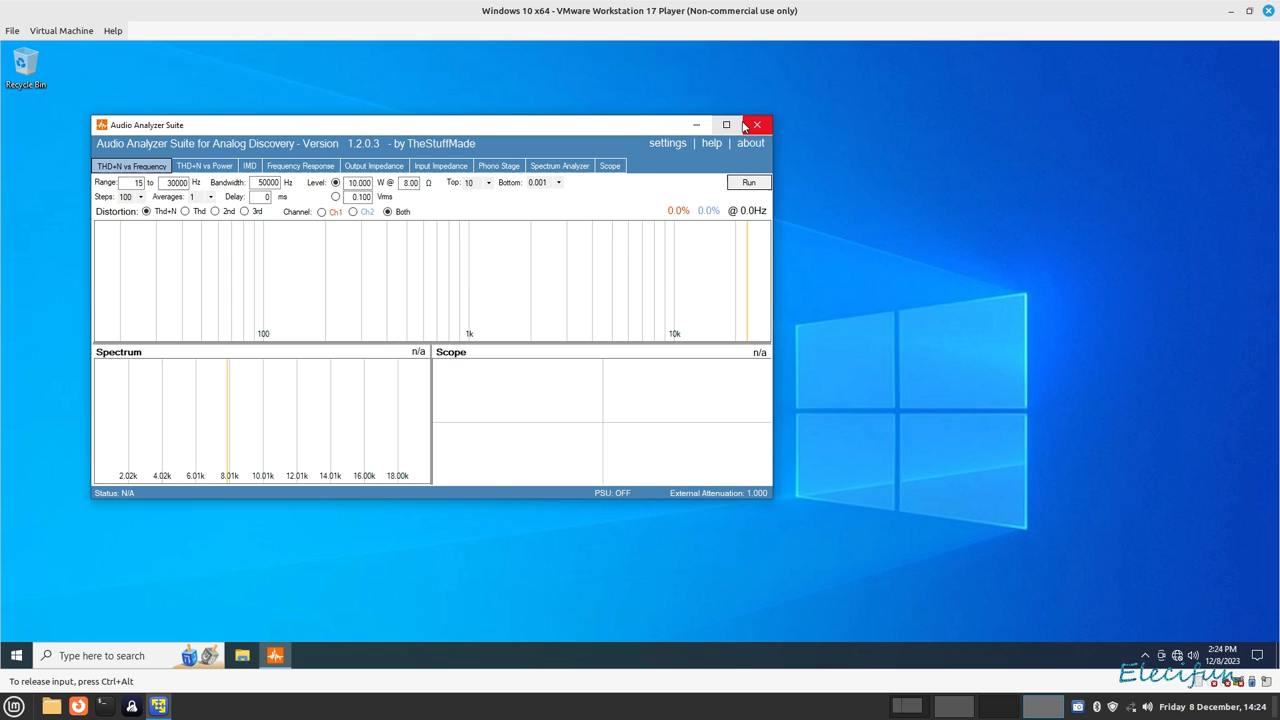 Windows 10 x64 - VMware Workstation 17 Player (Non-commercial use only)
File Virtual Machine Help
Recycle Bin
Audio Analyzer Suite
Audio Analyzer Suite for Analog Discovery - Version 1.2.0.3 - by TheStuffMade
settings | help | about
THD+N vs Frequency THD+N vs Power IMD Frequency Response Output Impedance Input Impedance Phono Stage Spectrum Analyzer Scope
Range: 15 to 30000 Hz Bandwidth: 50000 Hz Level: 10.000 W @ 8.00 Ω Top: 10 Bottom: 0.001 Run
Steps: 100 Averages: 1 Delay: 0 ms 0.100 Vrms
Distortion: Thd+N Thd 2nd 3rd Channel: Ch1 Ch2 Both 0.0% 0.0% @ 0.0Hz
100 1k 10k
Spectrum n/a Scope n/a
2.02k 4.02k 6.01k 8.01k 10.01k 12.01k 14.01k 16.00k 18.00k
Status: N/A PSU: OFF External Attenuation: 1.000
Type here to search
2:24 PM
12/8/2023
Elecifun
To release input, press Ctrl+Alt
Friday 8 December, 14:24